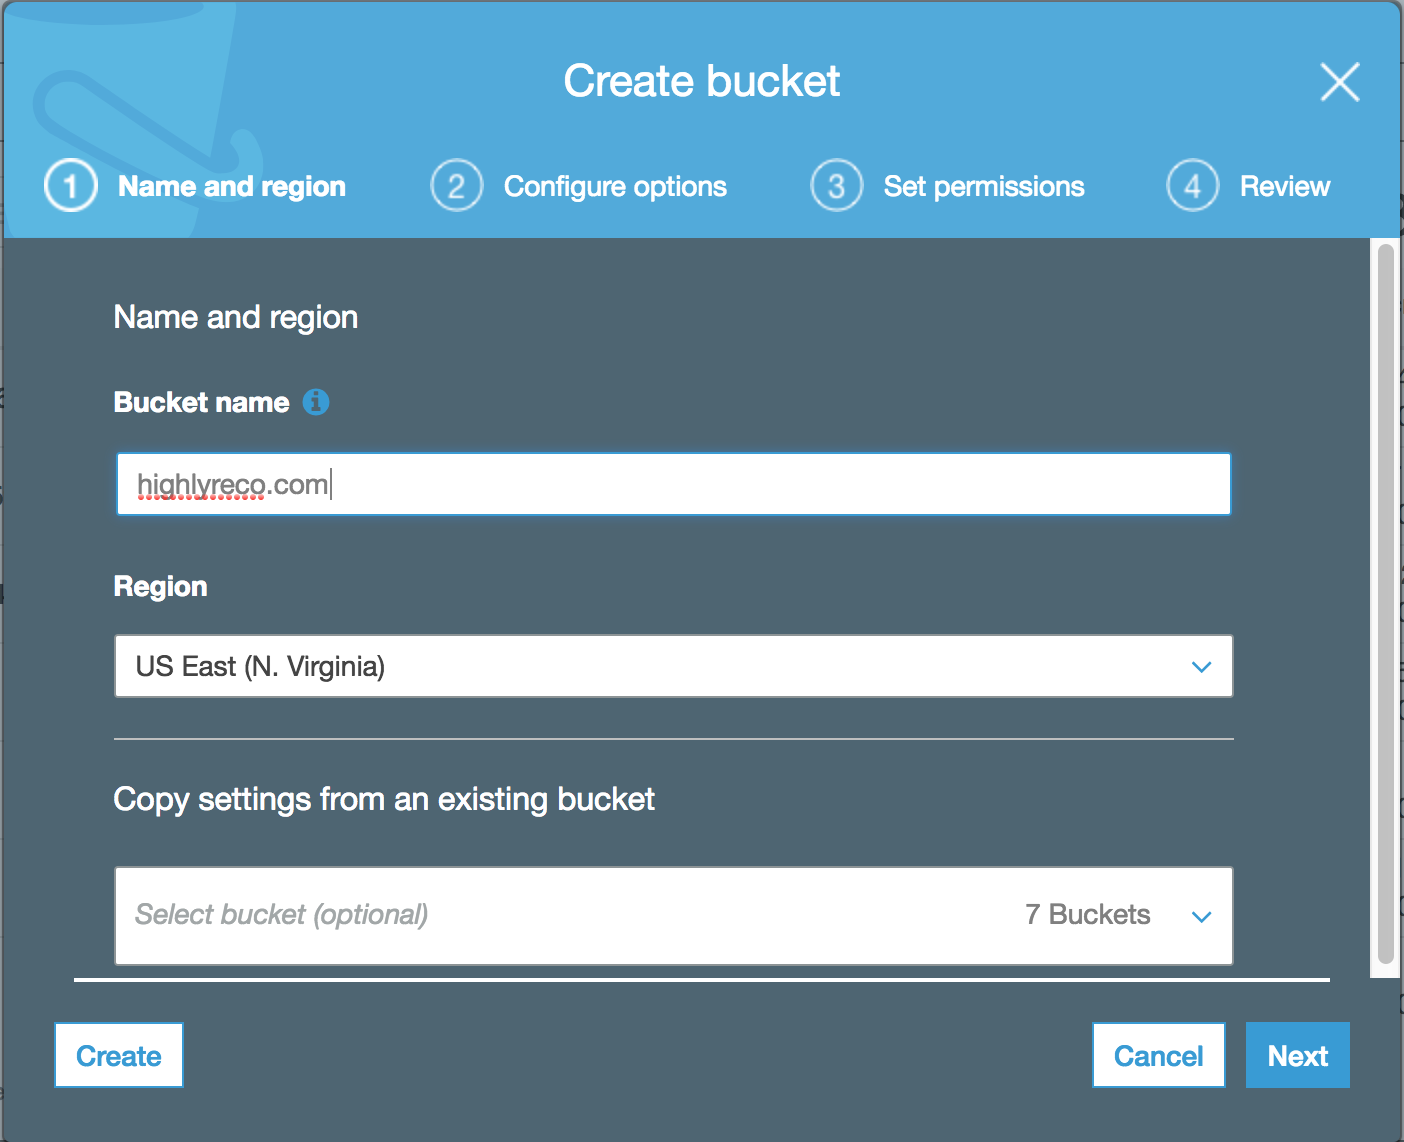 Create bucket
1 Name and region 2 Configure options 3 Set permissions 4 Review
Name and region
Bucket name
highlyreco.com
Region
US East (N. Virginia)
Copy settings from an existing bucket
Select bucket (optional) 7 Buckets
Create Cancel Next